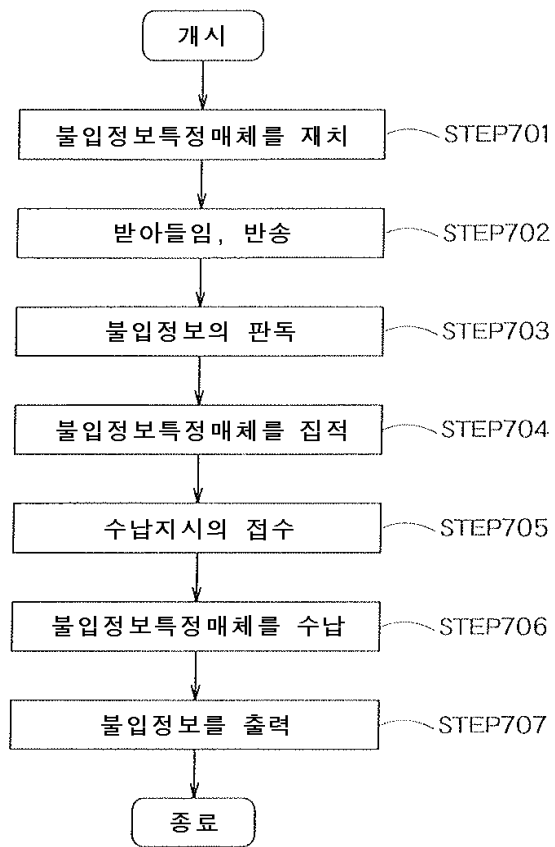 개시
불입정보특정매체를 재치 STEP701
받아들임, 반송 STEP702
불입정보의 판독 STEP703
불입정보특정매체를 집적 STEP704
수납지시의 접수 STEP705
불입정보특정매체를 수납 STEP706
불입정보를 출력 STEP707
종료